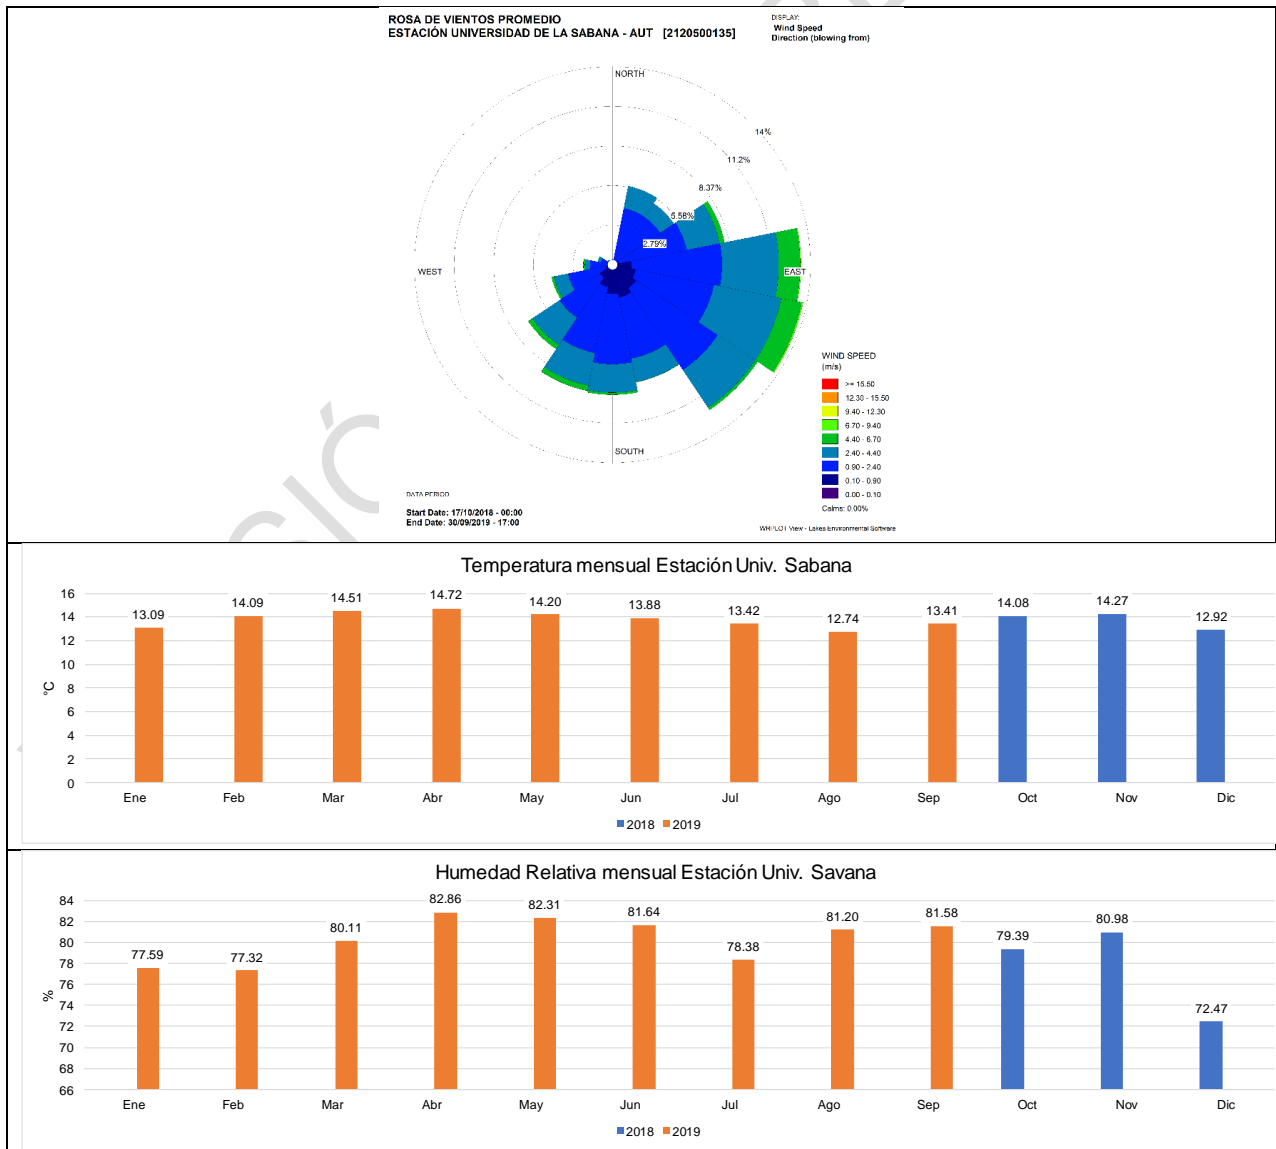 ROSA DE VIENTOS PROMEDIO
ESTACIÓN UNIVERSIDAD DE LA SABANA - AUT [2120500135]
DISPLAY:
Wind Speed
Direction (blowing from)
NORTH
14%
11.2%
8.37%
5.58%
2.79%
WEST
EAST
SOUTH
WIND SPEED
(m/s)
>= 15.50
12.30 - 15.50
9.40 - 12.30
6.70 - 9.40
4.40 - 6.70
2.40 - 4.40
0.90 - 2.40
0.10 - 0.90
0.00 - 0.10
Calms: 0.00%
DATA PERIOD:
Start Date: 17/10/2018 - 00:00
End Date: 30/09/2019 - 17:00
WRPLOT View - Lakes Environmental Software
SIÓ
Temperatura mensual Estación Univ. Sabana
16
14
12
10
8
6
4
2
0
°C
13.09
14.09
14.51
14.72
14.20
13.88
13.42
12.74
13.41
14.08
14.27
12.92
Ene Feb Mar Abr May Jun Jul Ago Sep Oct Nov Dic
2018 2019
Humedad Relativa mensual Estación Univ. Savana
84
82
80
78
76
74
72
70
68
66
%
77.59
77.32
80.11
82.86
82.31
81.64
78.38
81.20
81.58
79.39
80.98
72.47
Ene Feb Mar Abr May Jun Jul Ago Sep Oct Nov Dic
2018 2019